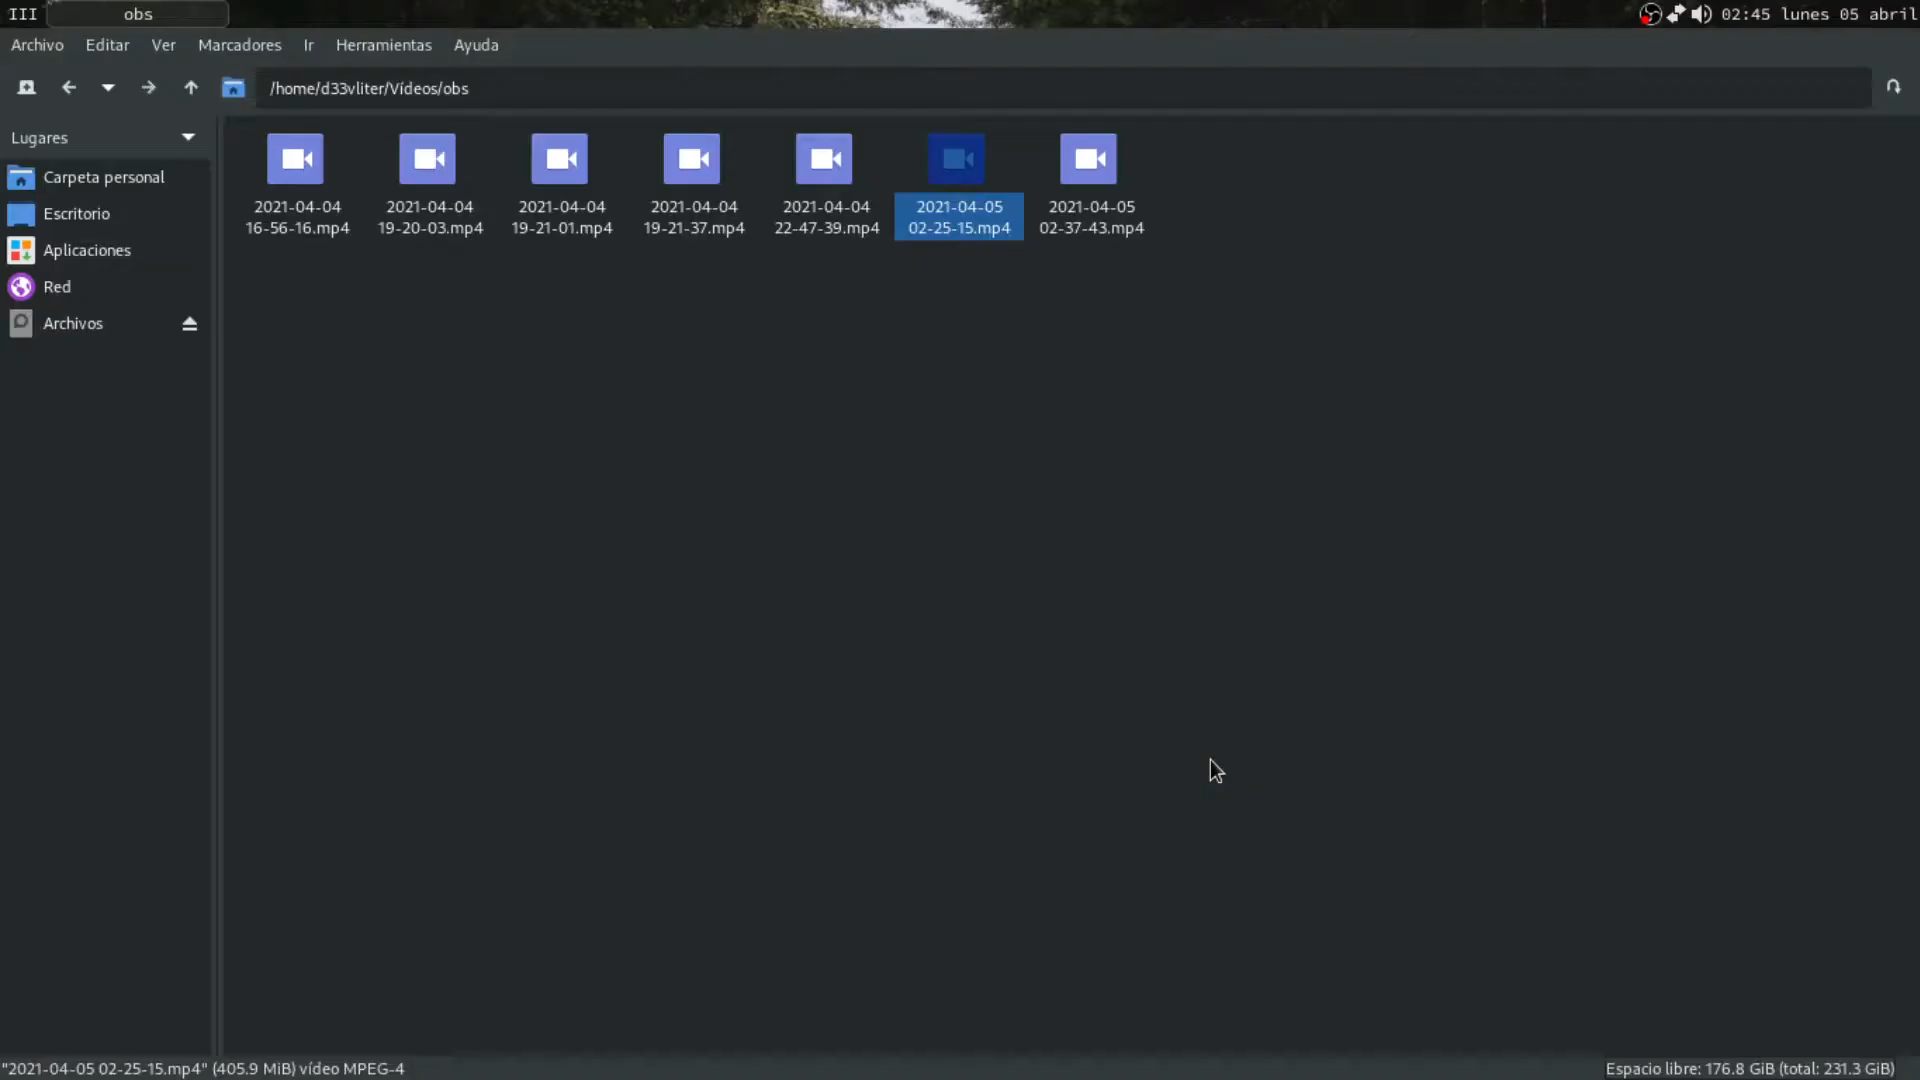 III obs 02:45 lunes 05 abril
Archivo Editar Ver Marcadores Ir Herramientas Ayuda
/home/d33vliter/Vídeos/obs
Lugares
Carpeta personal
Escritorio
Aplicaciones
Red
Archivos
2021-04-04
16-56-16.mp4
2021-04-04
19-20-03.mp4
2021-04-04
19-21-01.mp4
2021-04-04
19-21-37.mp4
2021-04-04
22-47-39.mp4
2021-04-05
02-25-15.mp4
2021-04-05
02-37-43.mp4
"2021-04-05 02-25-15.mp4" (405.9 MiB) vídeo MPEG-4
Espacio libre: 176.8 GiB (total: 231.3 GiB)